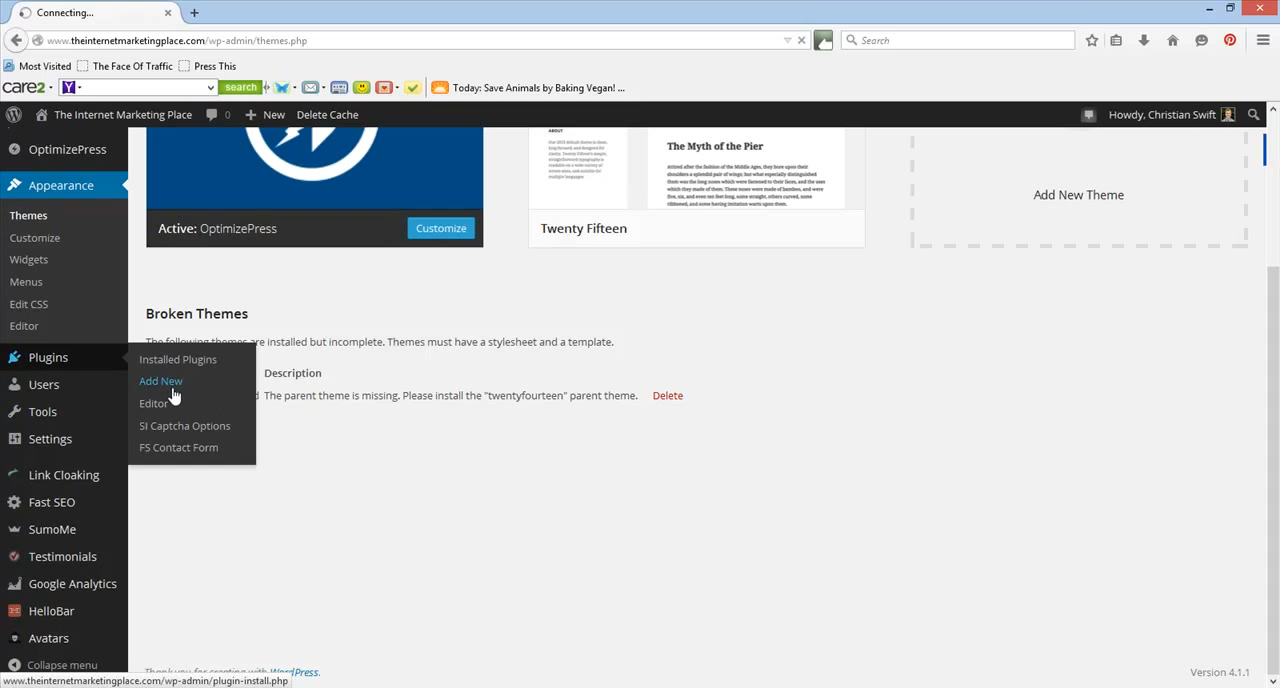 Connecting...
www.theinternetmarketingplace.com/wp-admin/themes.php
Search
Most Visited
The Face Of Traffic
Press This
care2
search
Today: Save Animals by Baking Vegan! ...
The Internet Marketing Place
0
New
Delete Cache
Howdy, Christian Swift
OptimizePress
Appearance
Themes
Customize
Widgets
Menus
Edit CSS
Editor
Plugins
Users
Tools
Settings
Link Cloaking
Fast SEO
SumoMe
Testimonials
Google Analytics
HelloBar
Avatars
Collapse menu
Installed Plugins
Add New
Editor
SI Captcha Options
FS Contact Form
Active: OptimizePress
Customize
ABOUT
The Myth of the Pier
Twenty Fifteen
Add New Theme
Broken Themes
The following themes are installed but incomplete. Themes must have a stylesheet and a template.
Description
The parent theme is missing. Please install the "twentyfourteen" parent theme.
Delete
WordPress.
Version 4.1.1
www.theinternetmarketingplace.com/wp-admin/plugin-install.php